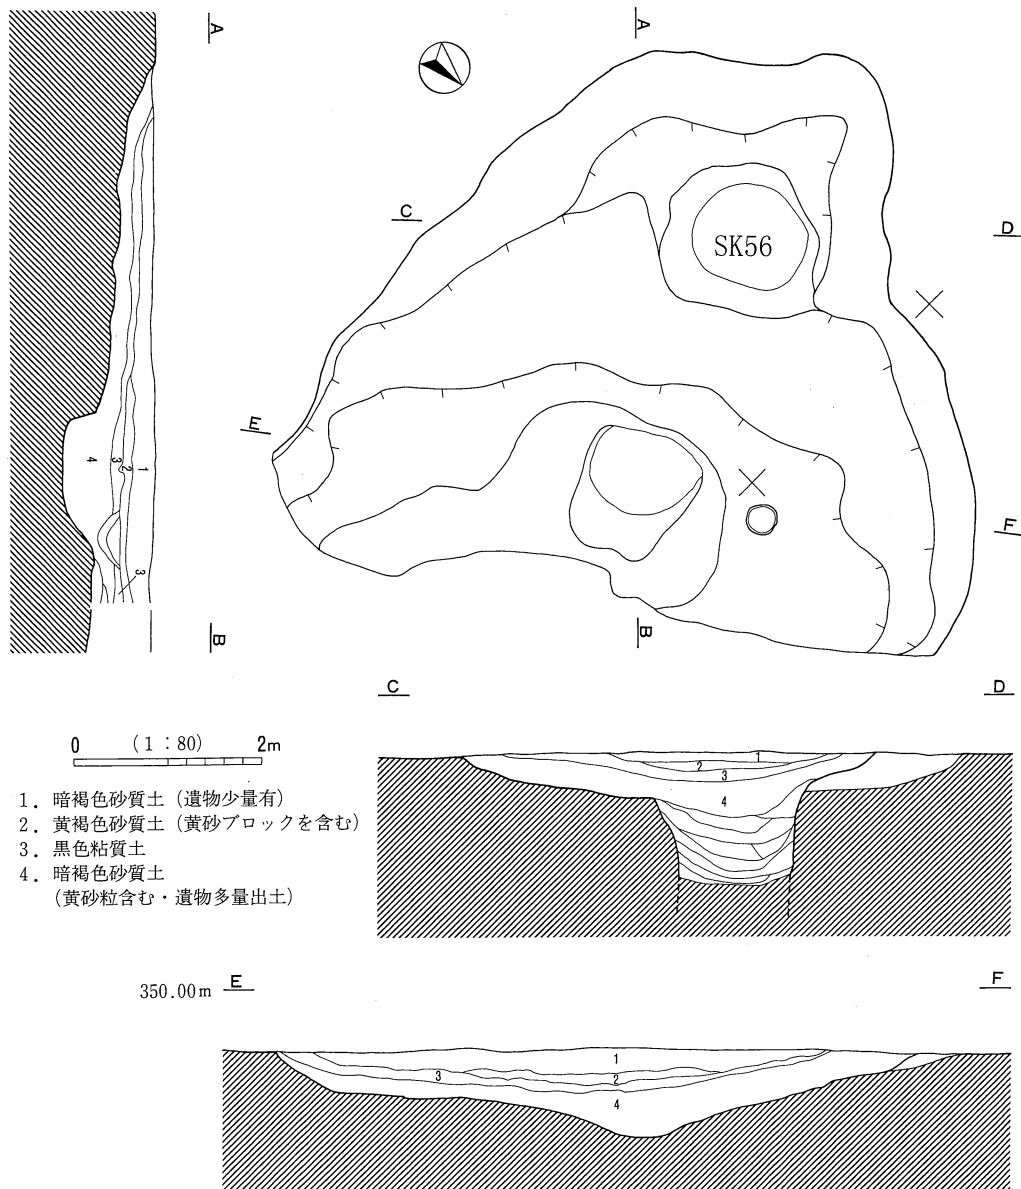 A
A
C
D
SK56
E
F
4
3
2
1
3
B
B
C
D
1
2
3
4
0 (1:80) 2m
1. 暗褐色砂質土 (遺物少量有)
2. 黄褐色砂質土 (黄砂ブロックを含む)
3. 黒色粘質土
4. 暗褐色砂質土
(黄砂粒含む・遺物多量出土)
350.00m E
F
1
3
2
4